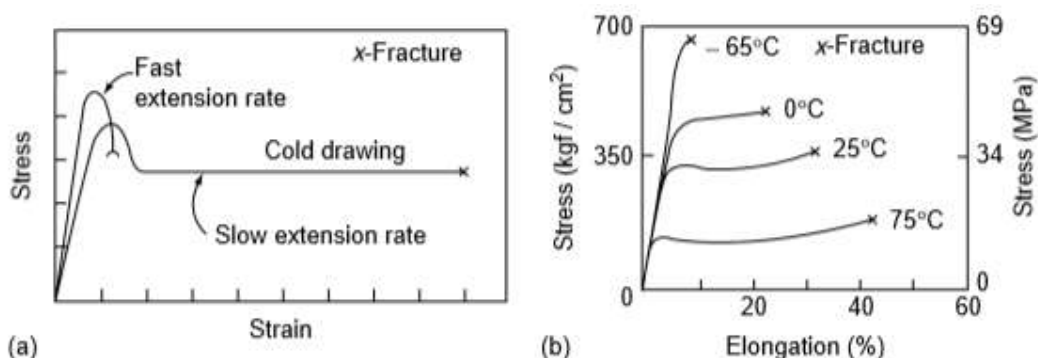 x-Fracture
Fast
extension rate
Cold drawing
Slow extension rate
Stress
Strain
(a)
700
350
0
Stress (kgf / cm²)
x-Fracture
– 65°C
0°C
25°C
75°C
69
34
0
Stress (MPa)
20
40
60
Elongation (%)
(b)